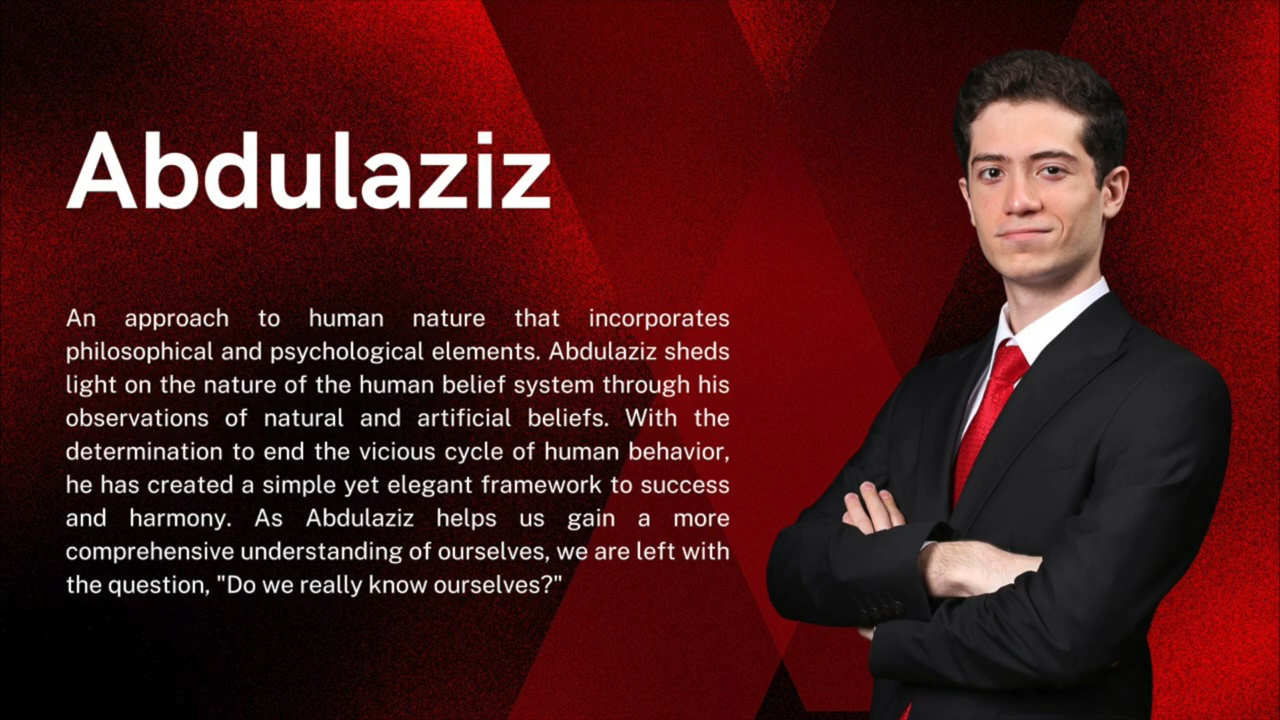 Abdulaziz
An approach to human nature that incorporates
philosophical and psychological elements. Abdulaziz sheds
light on the nature of the human belief system through his
observations of natural and artificial beliefs. With the
determination to end the vicious cycle of human behavior,
he has created a simple yet elegant framework to success
and harmony. As Abdulaziz helps us gain a more
comprehensive understanding of ourselves, we are left with
the question, "Do we really know ourselves?"